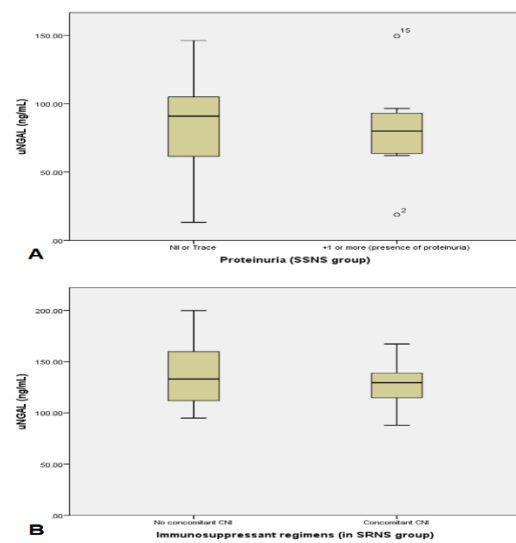 150.00
100.00
50.00
.00
uNGAL (ng/mL)
15
2
Nil or Trace
+1 or more (presence of proteinuria)
A
Proteinuria (SSNS group)
200.00
150.00
100.00
50.00
.00
uNGAL (ng/mL)
No concomitant CNI
Concomitant CNI
B
Immunosuppressant regimens (in SRNS group)